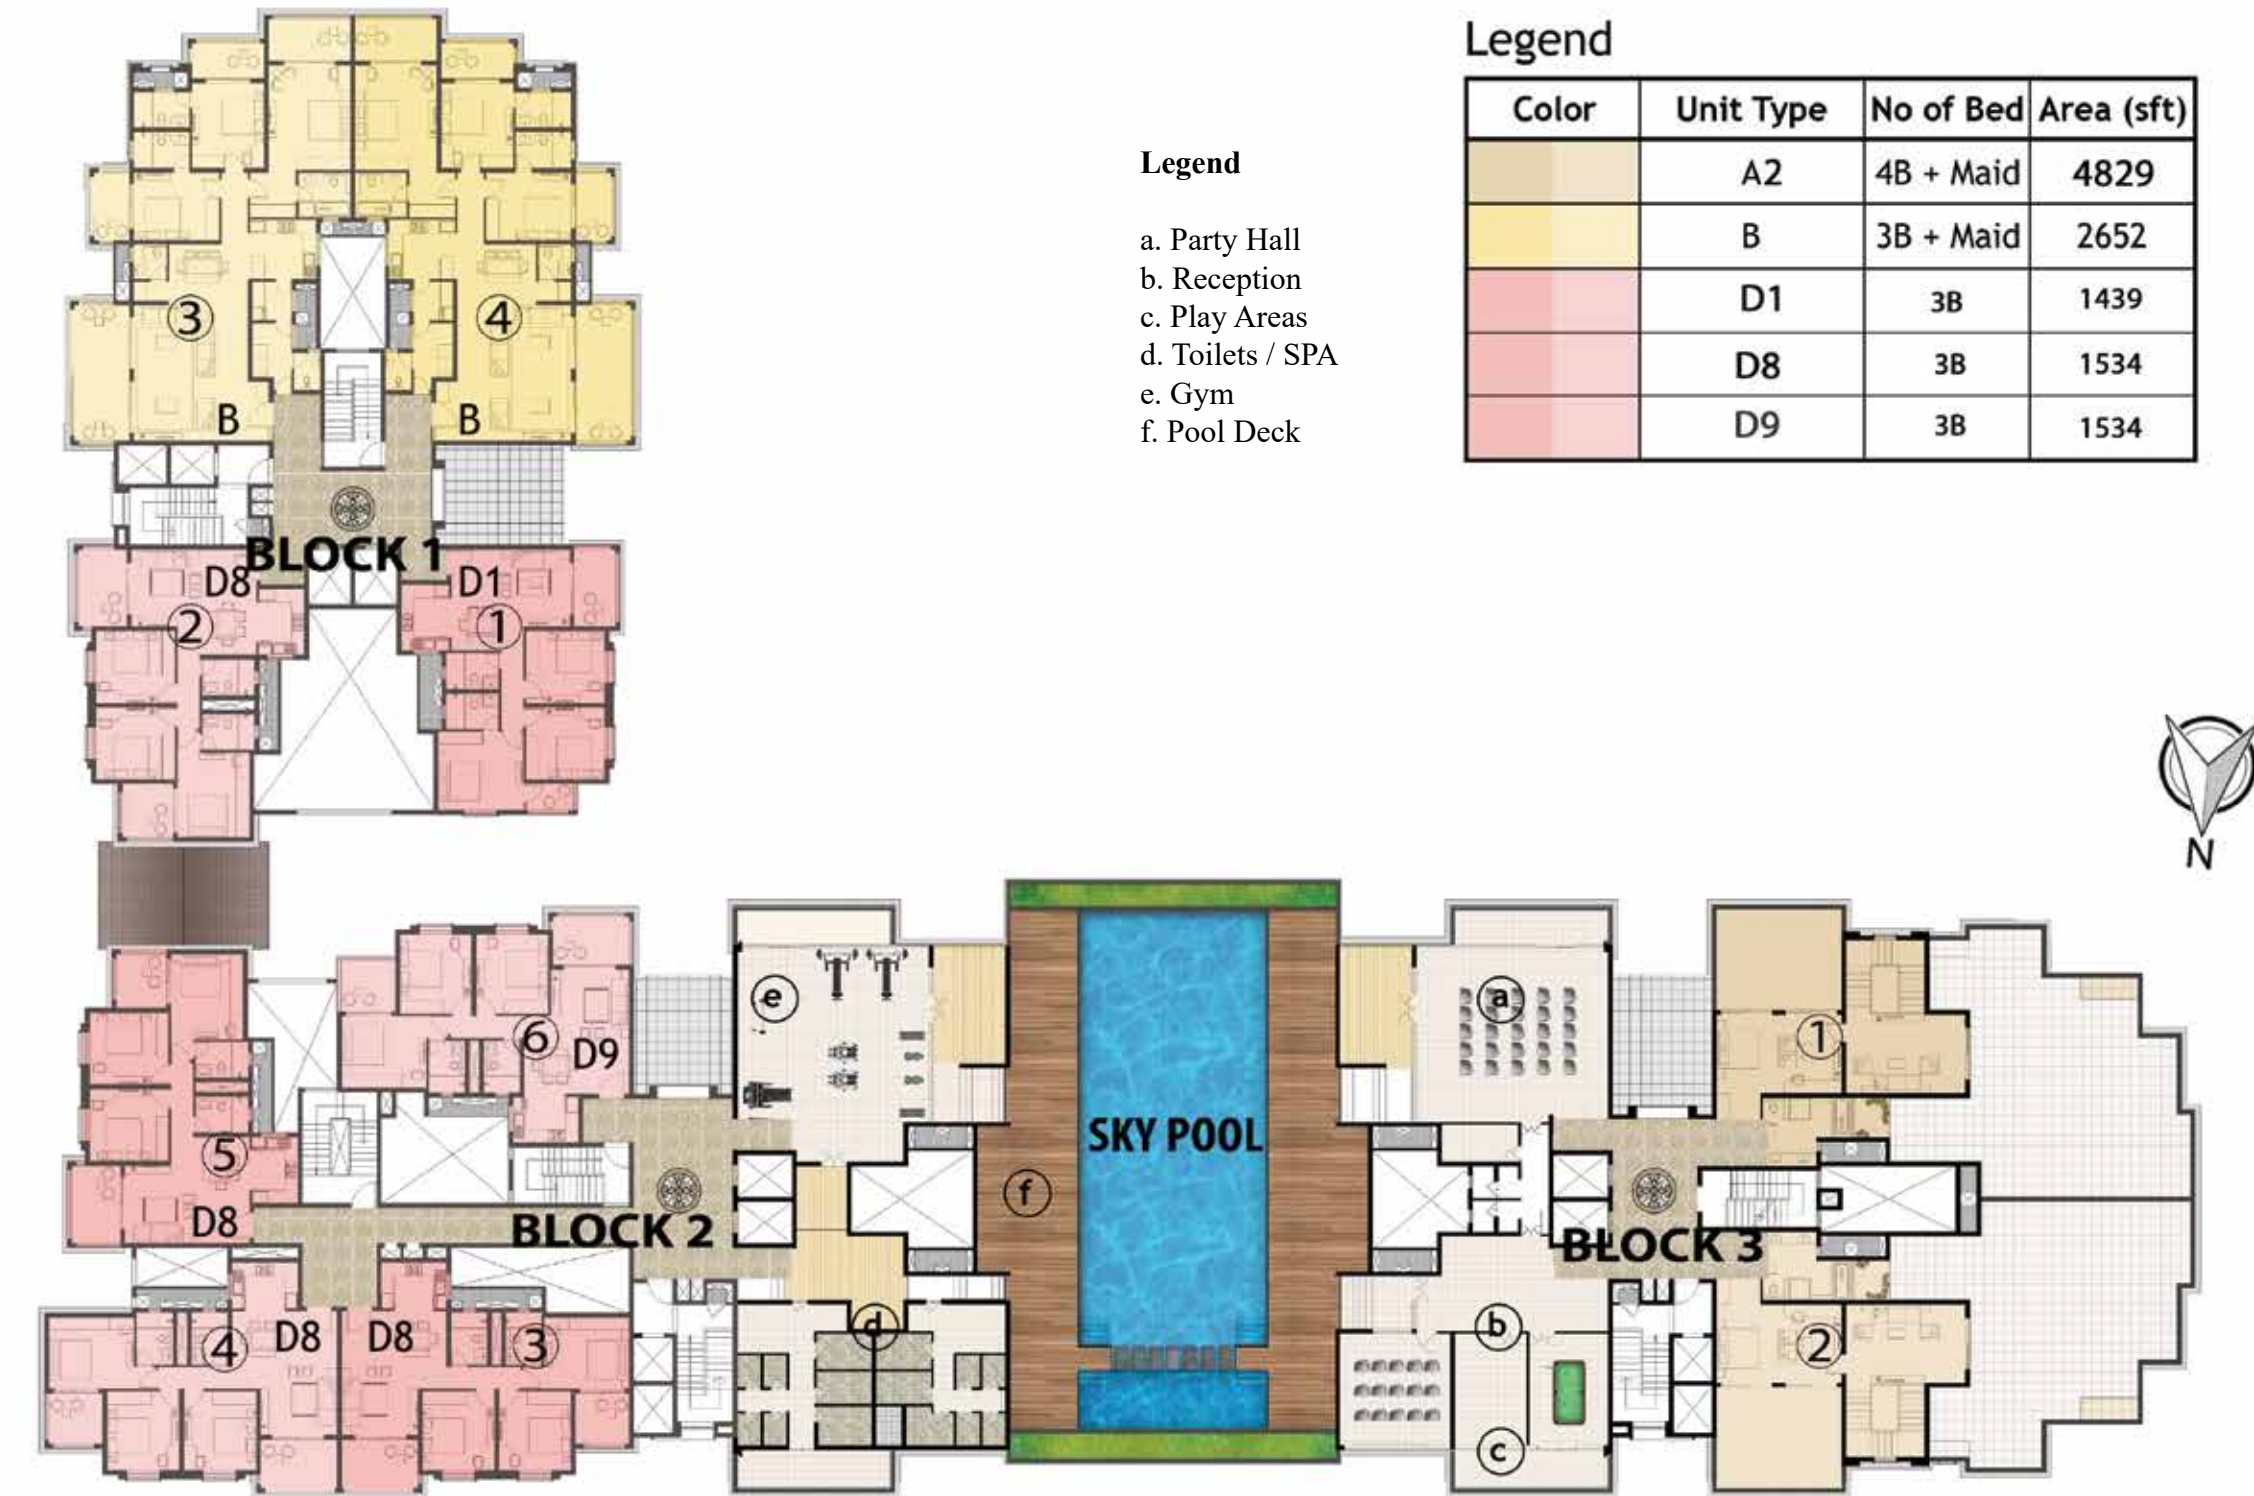 Legend
Color Unit Type No of Bed Area (sft)
A2 4B + Maid 4829
B 3B + Maid 2652
D1 3B 1439
D8 3B 1534
D9 3B 1534
Legend
a. Party Hall
b. Reception
c. Play Areas
d. Toilets / SPA
e. Gym
f. Pool Deck
3 4
B B
BLOCK 1
D8 D1
2 1
N
e a
1
6 D9
5
SKY POOL
f
D8
BLOCK 2
BLOCK 3
4 D8 D8 3
d b 2
c